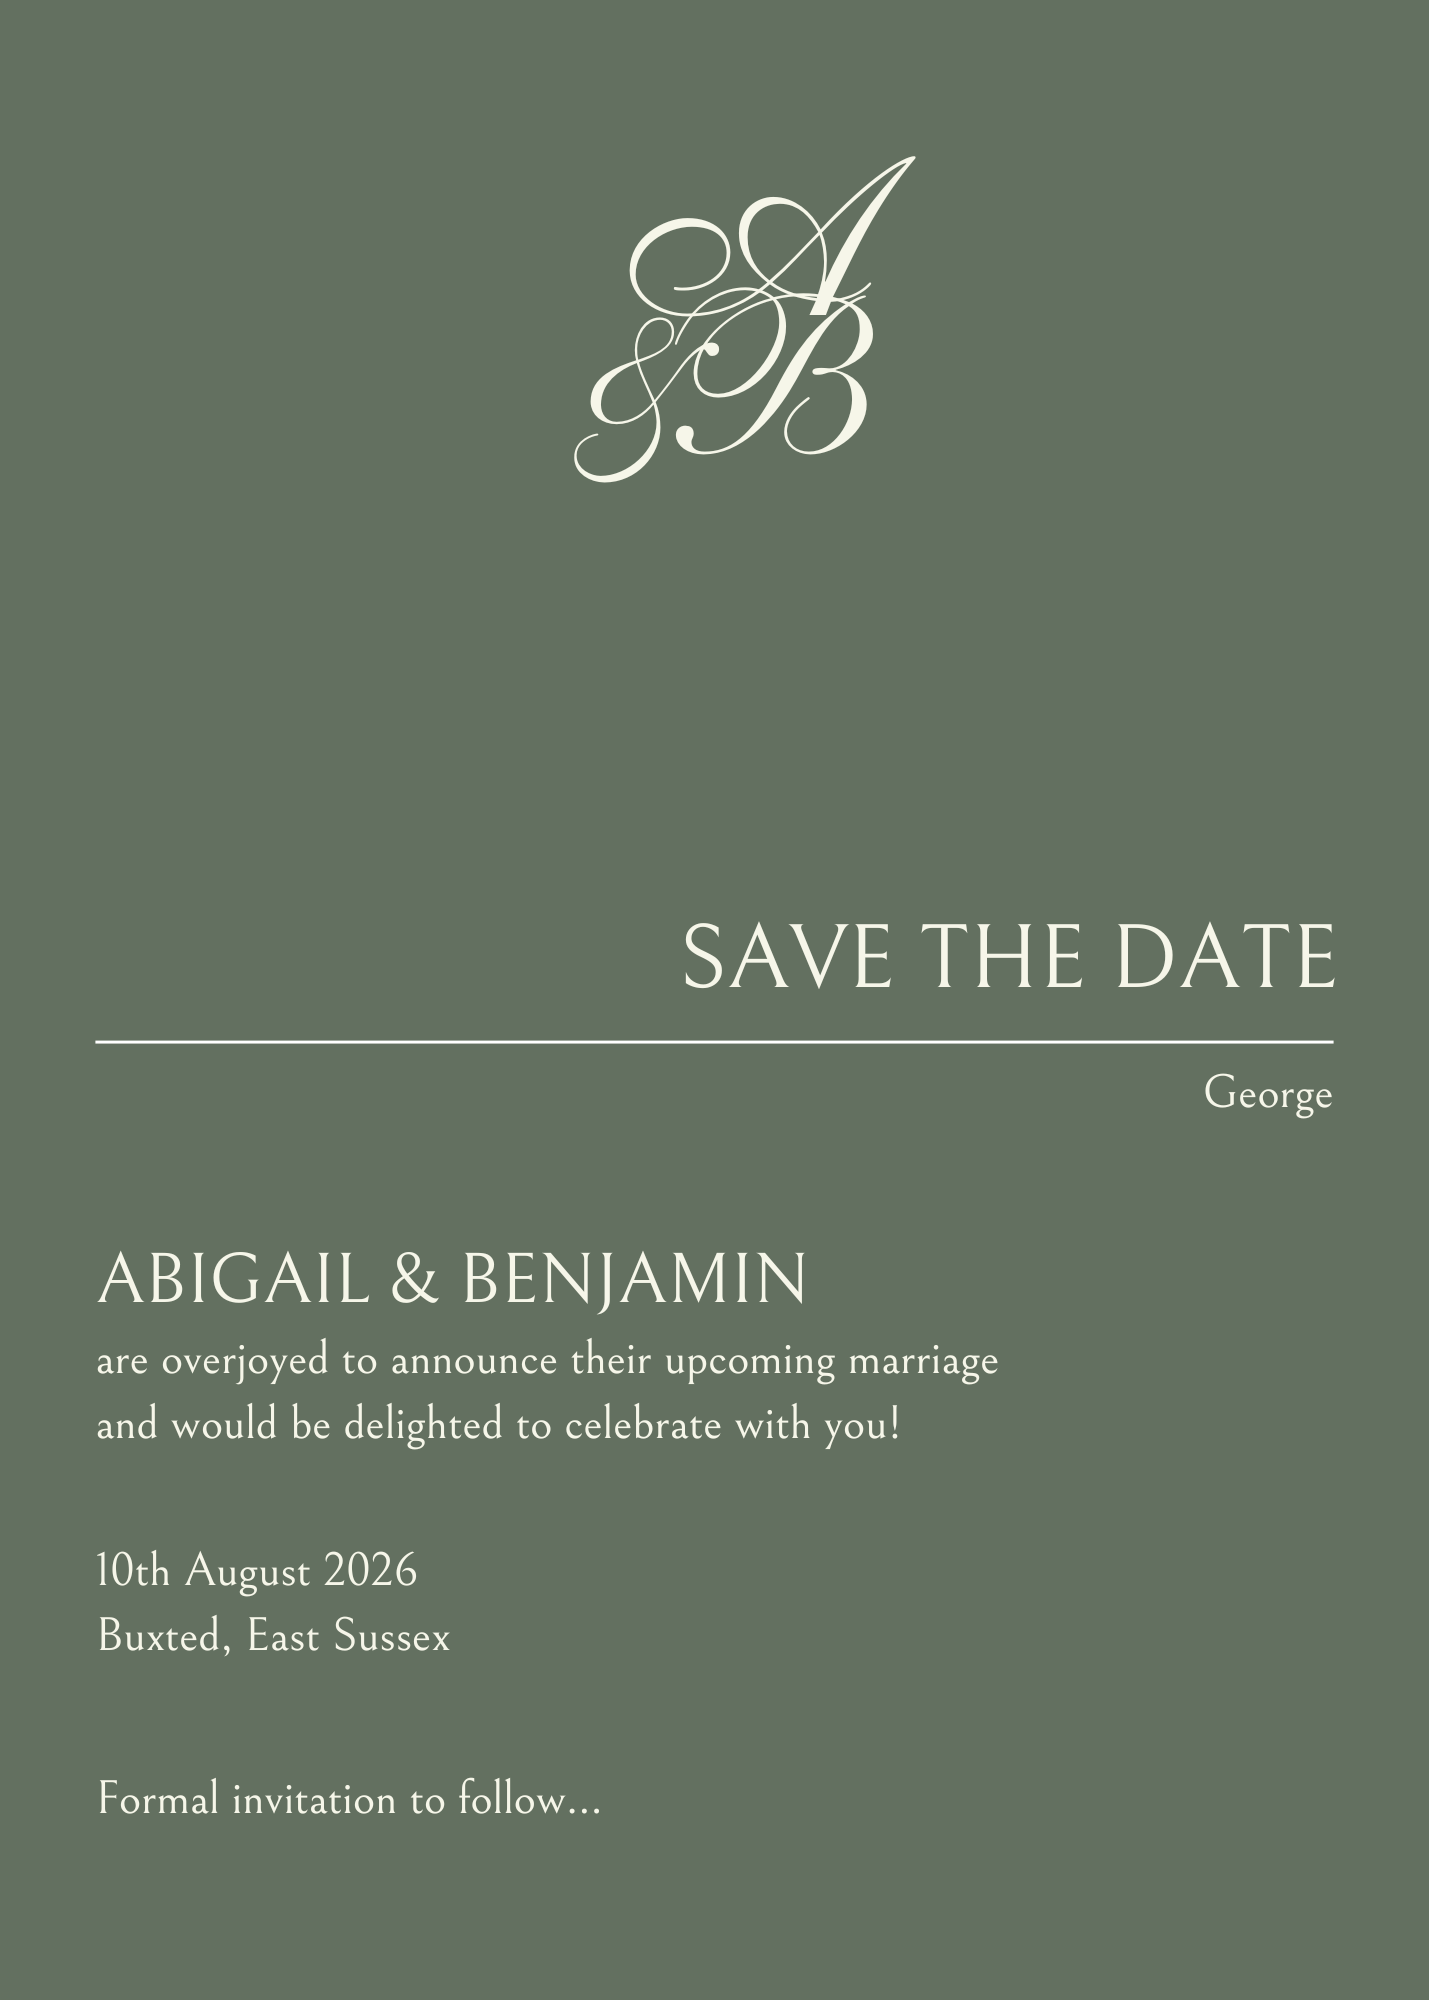 A
& B
SAVE THE DATE
George
ABIGAIL & BENJAMIN
are overjoyed to announce their upcoming marriage
and would be delighted to celebrate with you!
10th August 2026
Buxted, East Sussex
Formal invitation to follow...